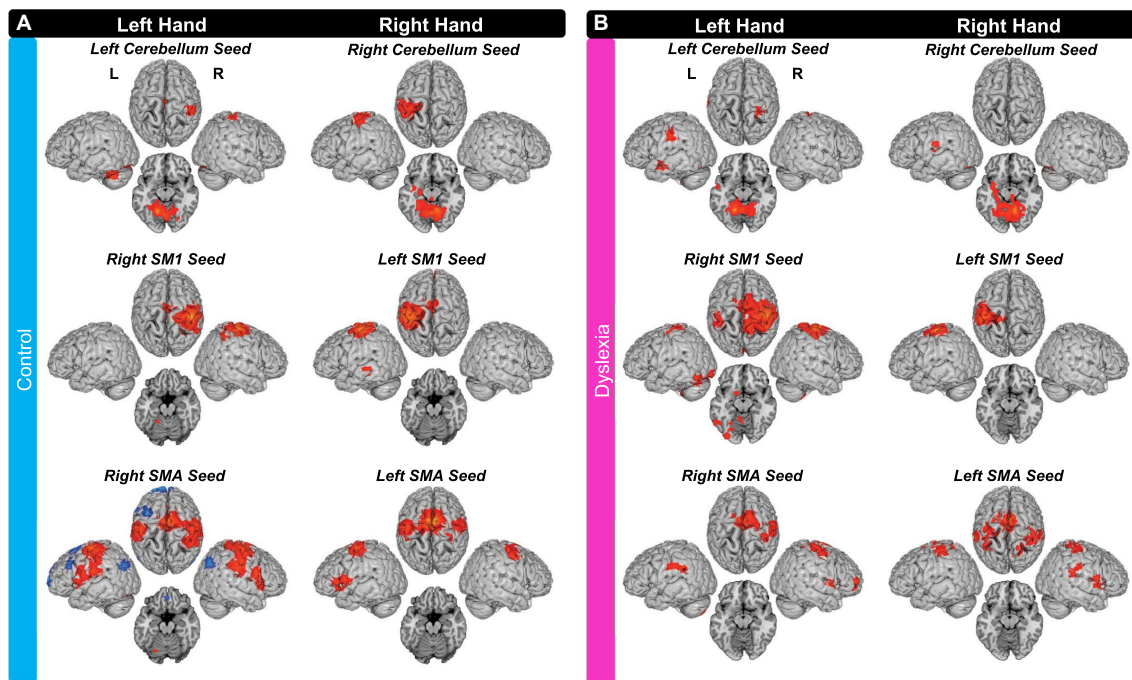 A Left Hand Right Hand
Left Cerebellum Seed Right Cerebellum Seed
L R
Right SM1 Seed Left SM1 Seed
Right SMA Seed Left SMA Seed
Control
B Left Hand Right Hand
Left Cerebellum Seed Right Cerebellum Seed
L R
Right SM1 Seed Left SM1 Seed
Right SMA Seed Left SMA Seed
Dyslexia